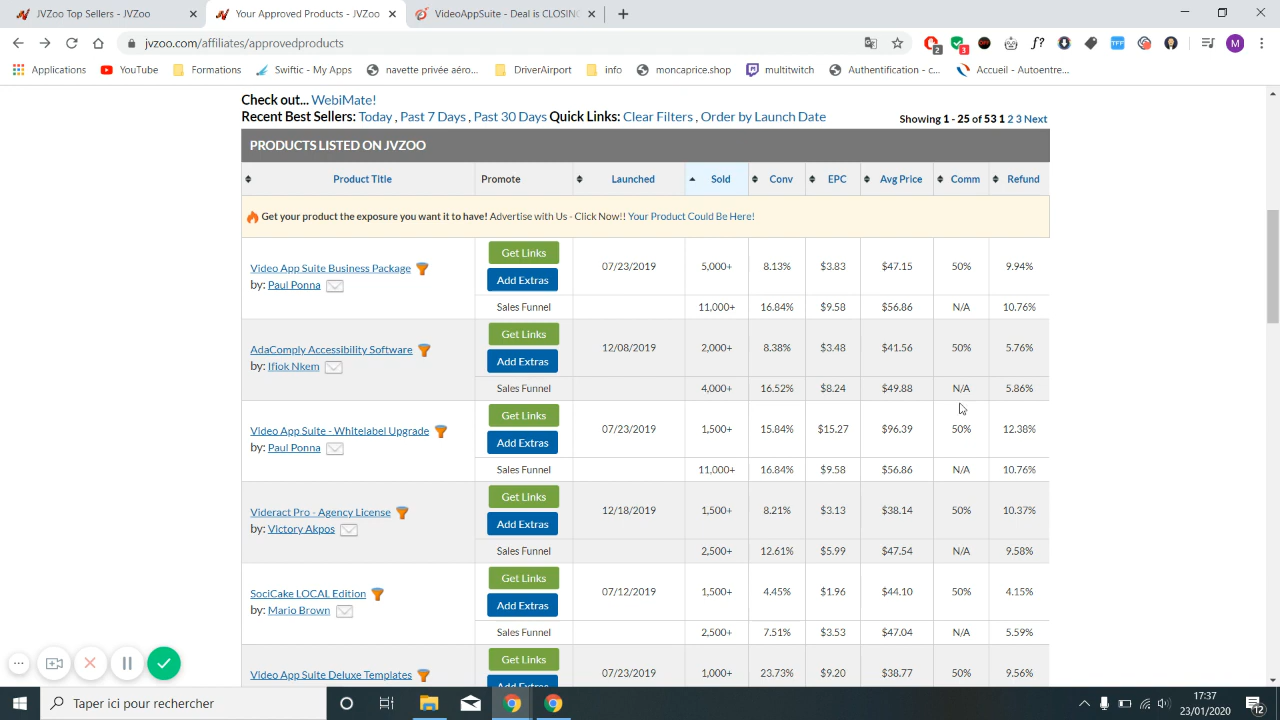 JVZoo Top Sellers - JVZoo
Your Approved Products - JVZoo
VideoAppSuite - Deal is CLOSING
jvzoo.com/affiliates/approvedproducts
2
3
OFF
f?
TFF
M
Applications
YouTube
Formations
Swiftic - My Apps
navette privée aéro...
DriverAirport
info
moncaprice.shop
multitwitch
Authentification - c...
Accueil - Autoentre...
Check out... WebiMate!
Recent Best Sellers: Today , Past 7 Days , Past 30 Days Quick Links: Clear Filters , Order by Launch Date
Showing 1 - 25 of 53 1 2 3 Next
PRODUCTS LISTED ON JVZOO
Product Title Promote Launched Sold Conv EPC Avg Price Comm Refund
Get your product the exposure you want it to have! Advertise with Us - Click Now!! Your Product Could Be Here!
Video App Suite Business Package
by: Paul Ponna
Get Links
Add Extras
07/23/2019 5,000+ 8.13% $3.83 $47.15 50% 9.94%
Sales Funnel 11,000+ 16.84% $9.58 $56.86 N/A 10.76%
AdaComply Accessibility Software
by: Ifiok Nkem
Get Links
Add Extras
12/08/2019 2,000+ 8.38% $3.48 $41.56 50% 5.76%
Sales Funnel 4,000+ 16.52% $8.24 $49.88 N/A 5.86%
Video App Suite - Whitelabel Upgrade
by: Paul Ponna
Get Links
Add Extras
07/23/2019 1,500+ 15.84% $15.27 $96.39 50% 12.38%
Sales Funnel 11,000+ 16.84% $9.58 $56.86 N/A 10.76%
Videract Pro - Agency License
by: Victory Akpos
Get Links
Add Extras
12/18/2019 1,500+ 8.21% $3.13 $38.14 50% 10.37%
Sales Funnel 2,500+ 12.61% $5.99 $47.54 N/A 9.58%
SociCake LOCAL Edition
by: Mario Brown
Get Links
Add Extras
07/12/2019 1,500+ 4.45% $1.96 $44.10 50% 4.15%
Sales Funnel 2,500+ 7.51% $3.53 $47.04 N/A 5.59%
Video App Suite Deluxe Templates
Get Links
Add Extras
07/23/2019 1,000+ 23.73% $9.20 $38.77 50% 9.56%
Taper ici pour rechercher
17:37
23/01/2020
12